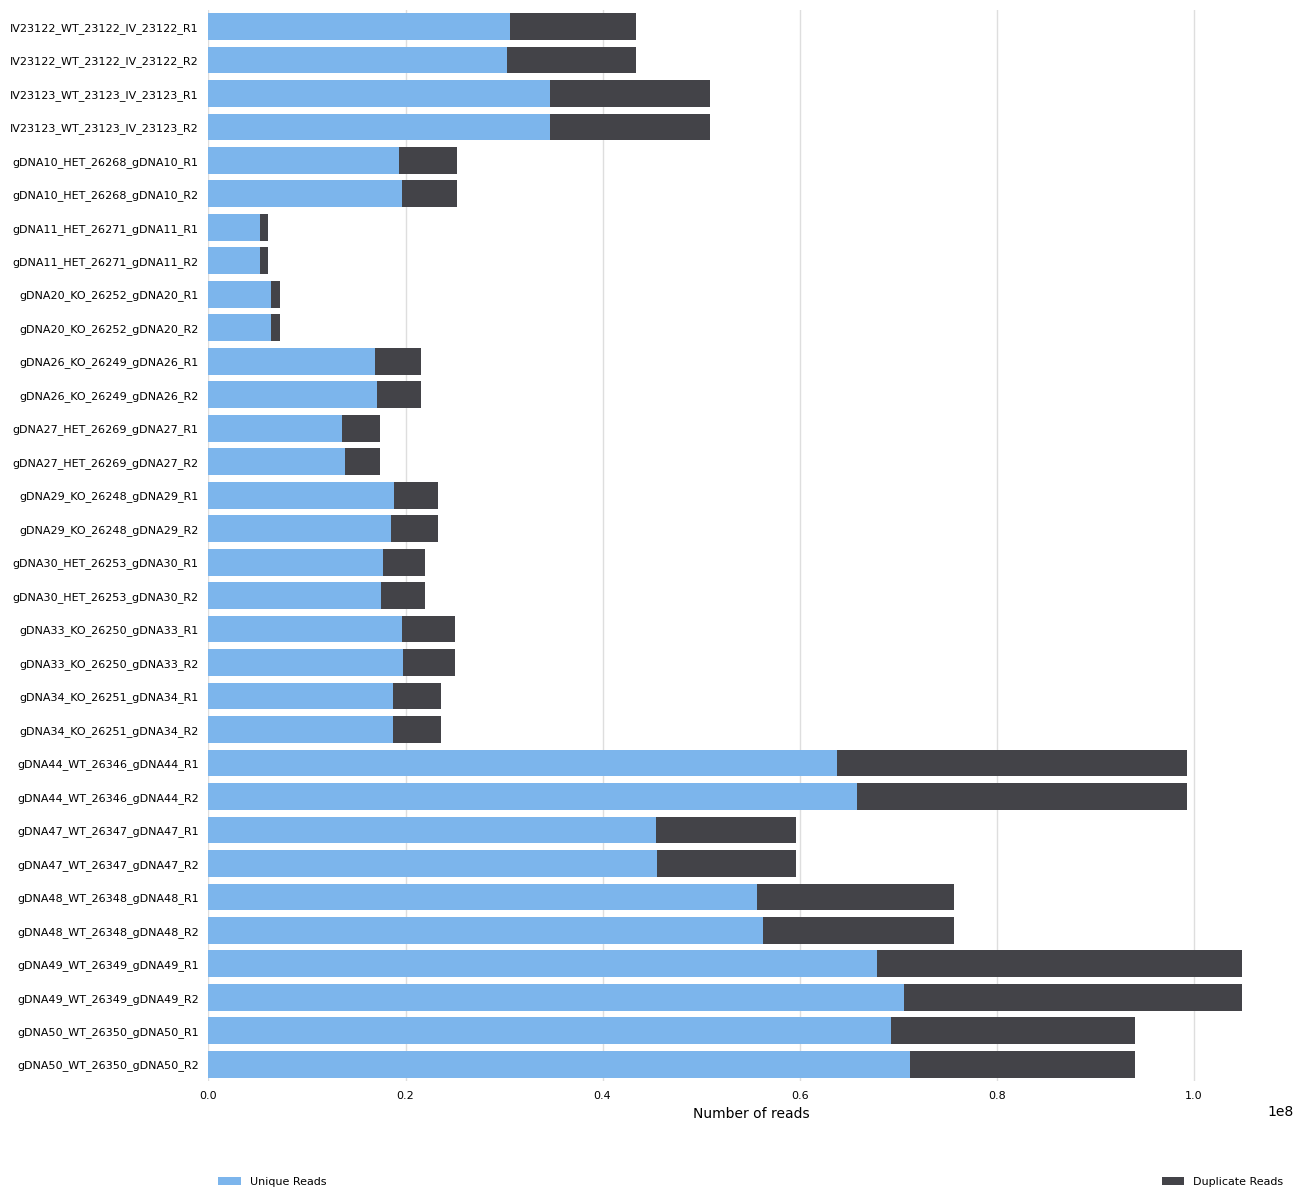 IV23122_WT_23122_IV_23122_R1
IV23122_WT_23122_IV_23122_R2
IV23123_WT_23123_IV_23123_R1
IV23123_WT_23123_IV_23123_R2
gDNA10_HET_26268_gDNA10_R1
gDNA10_HET_26268_gDNA10_R2
gDNA11_HET_26271_gDNA11_R1
gDNA11_HET_26271_gDNA11_R2
gDNA20_KO_26252_gDNA20_R1
gDNA20_KO_26252_gDNA20_R2
gDNA26_KO_26249_gDNA26_R1
gDNA26_KO_26249_gDNA26_R2
gDNA27_HET_26269_gDNA27_R1
gDNA27_HET_26269_gDNA27_R2
gDNA29_KO_26248_gDNA29_R1
gDNA29_KO_26248_gDNA29_R2
gDNA30_HET_26253_gDNA30_R1
gDNA30_HET_26253_gDNA30_R2
gDNA33_KO_26250_gDNA33_R1
gDNA33_KO_26250_gDNA33_R2
gDNA34_KO_26251_gDNA34_R1
gDNA34_KO_26251_gDNA34_R2
gDNA44_WT_26346_gDNA44_R1
gDNA44_WT_26346_gDNA44_R2
gDNA47_WT_26347_gDNA47_R1
gDNA47_WT_26347_gDNA47_R2
gDNA48_WT_26348_gDNA48_R1
gDNA48_WT_26348_gDNA48_R2
gDNA49_WT_26349_gDNA49_R1
gDNA49_WT_26349_gDNA49_R2
gDNA50_WT_26350_gDNA50_R1
gDNA50_WT_26350_gDNA50_R2
0.0 0.2 0.4 0.6 0.8 1.0
Number of reads 1e8
Unique Reads Duplicate Reads